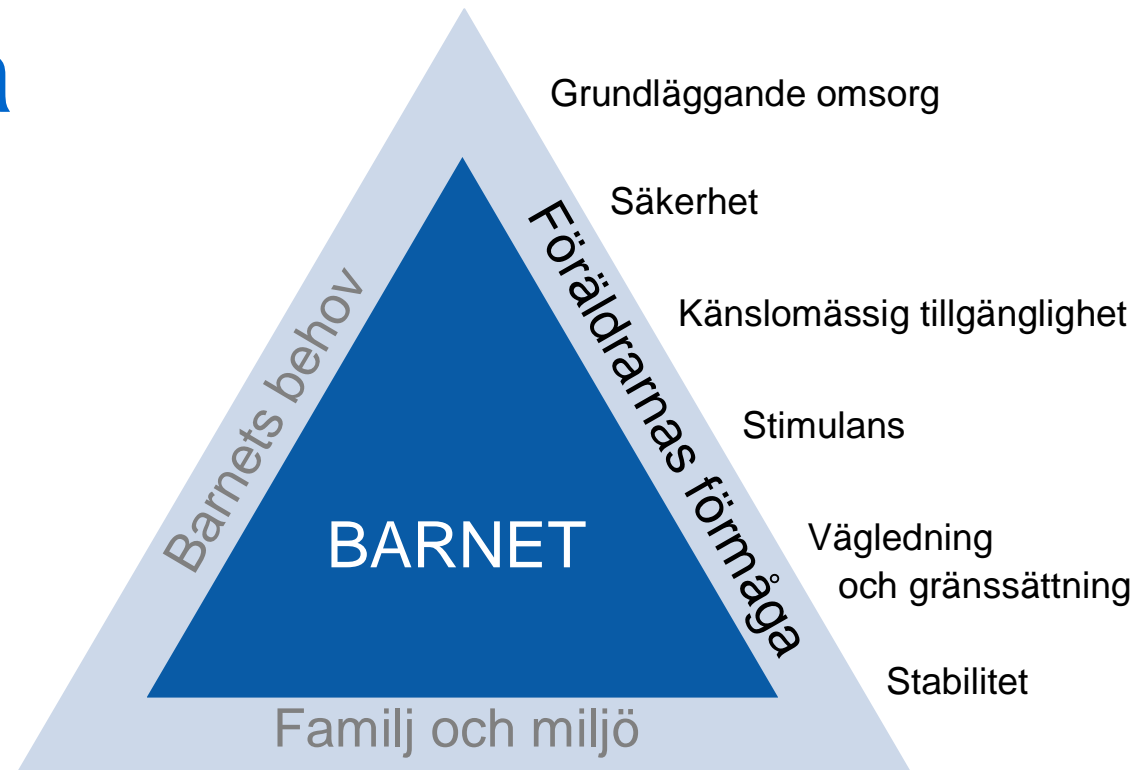 Grundläggande omsorg
Säkerhet
Känslomässig tillgänglighet
Stimulans
Vägledning
och gränssättning
Stabilitet
Föräldrarnas förmåga
Barnets behov
BARNET
Familj och miljö